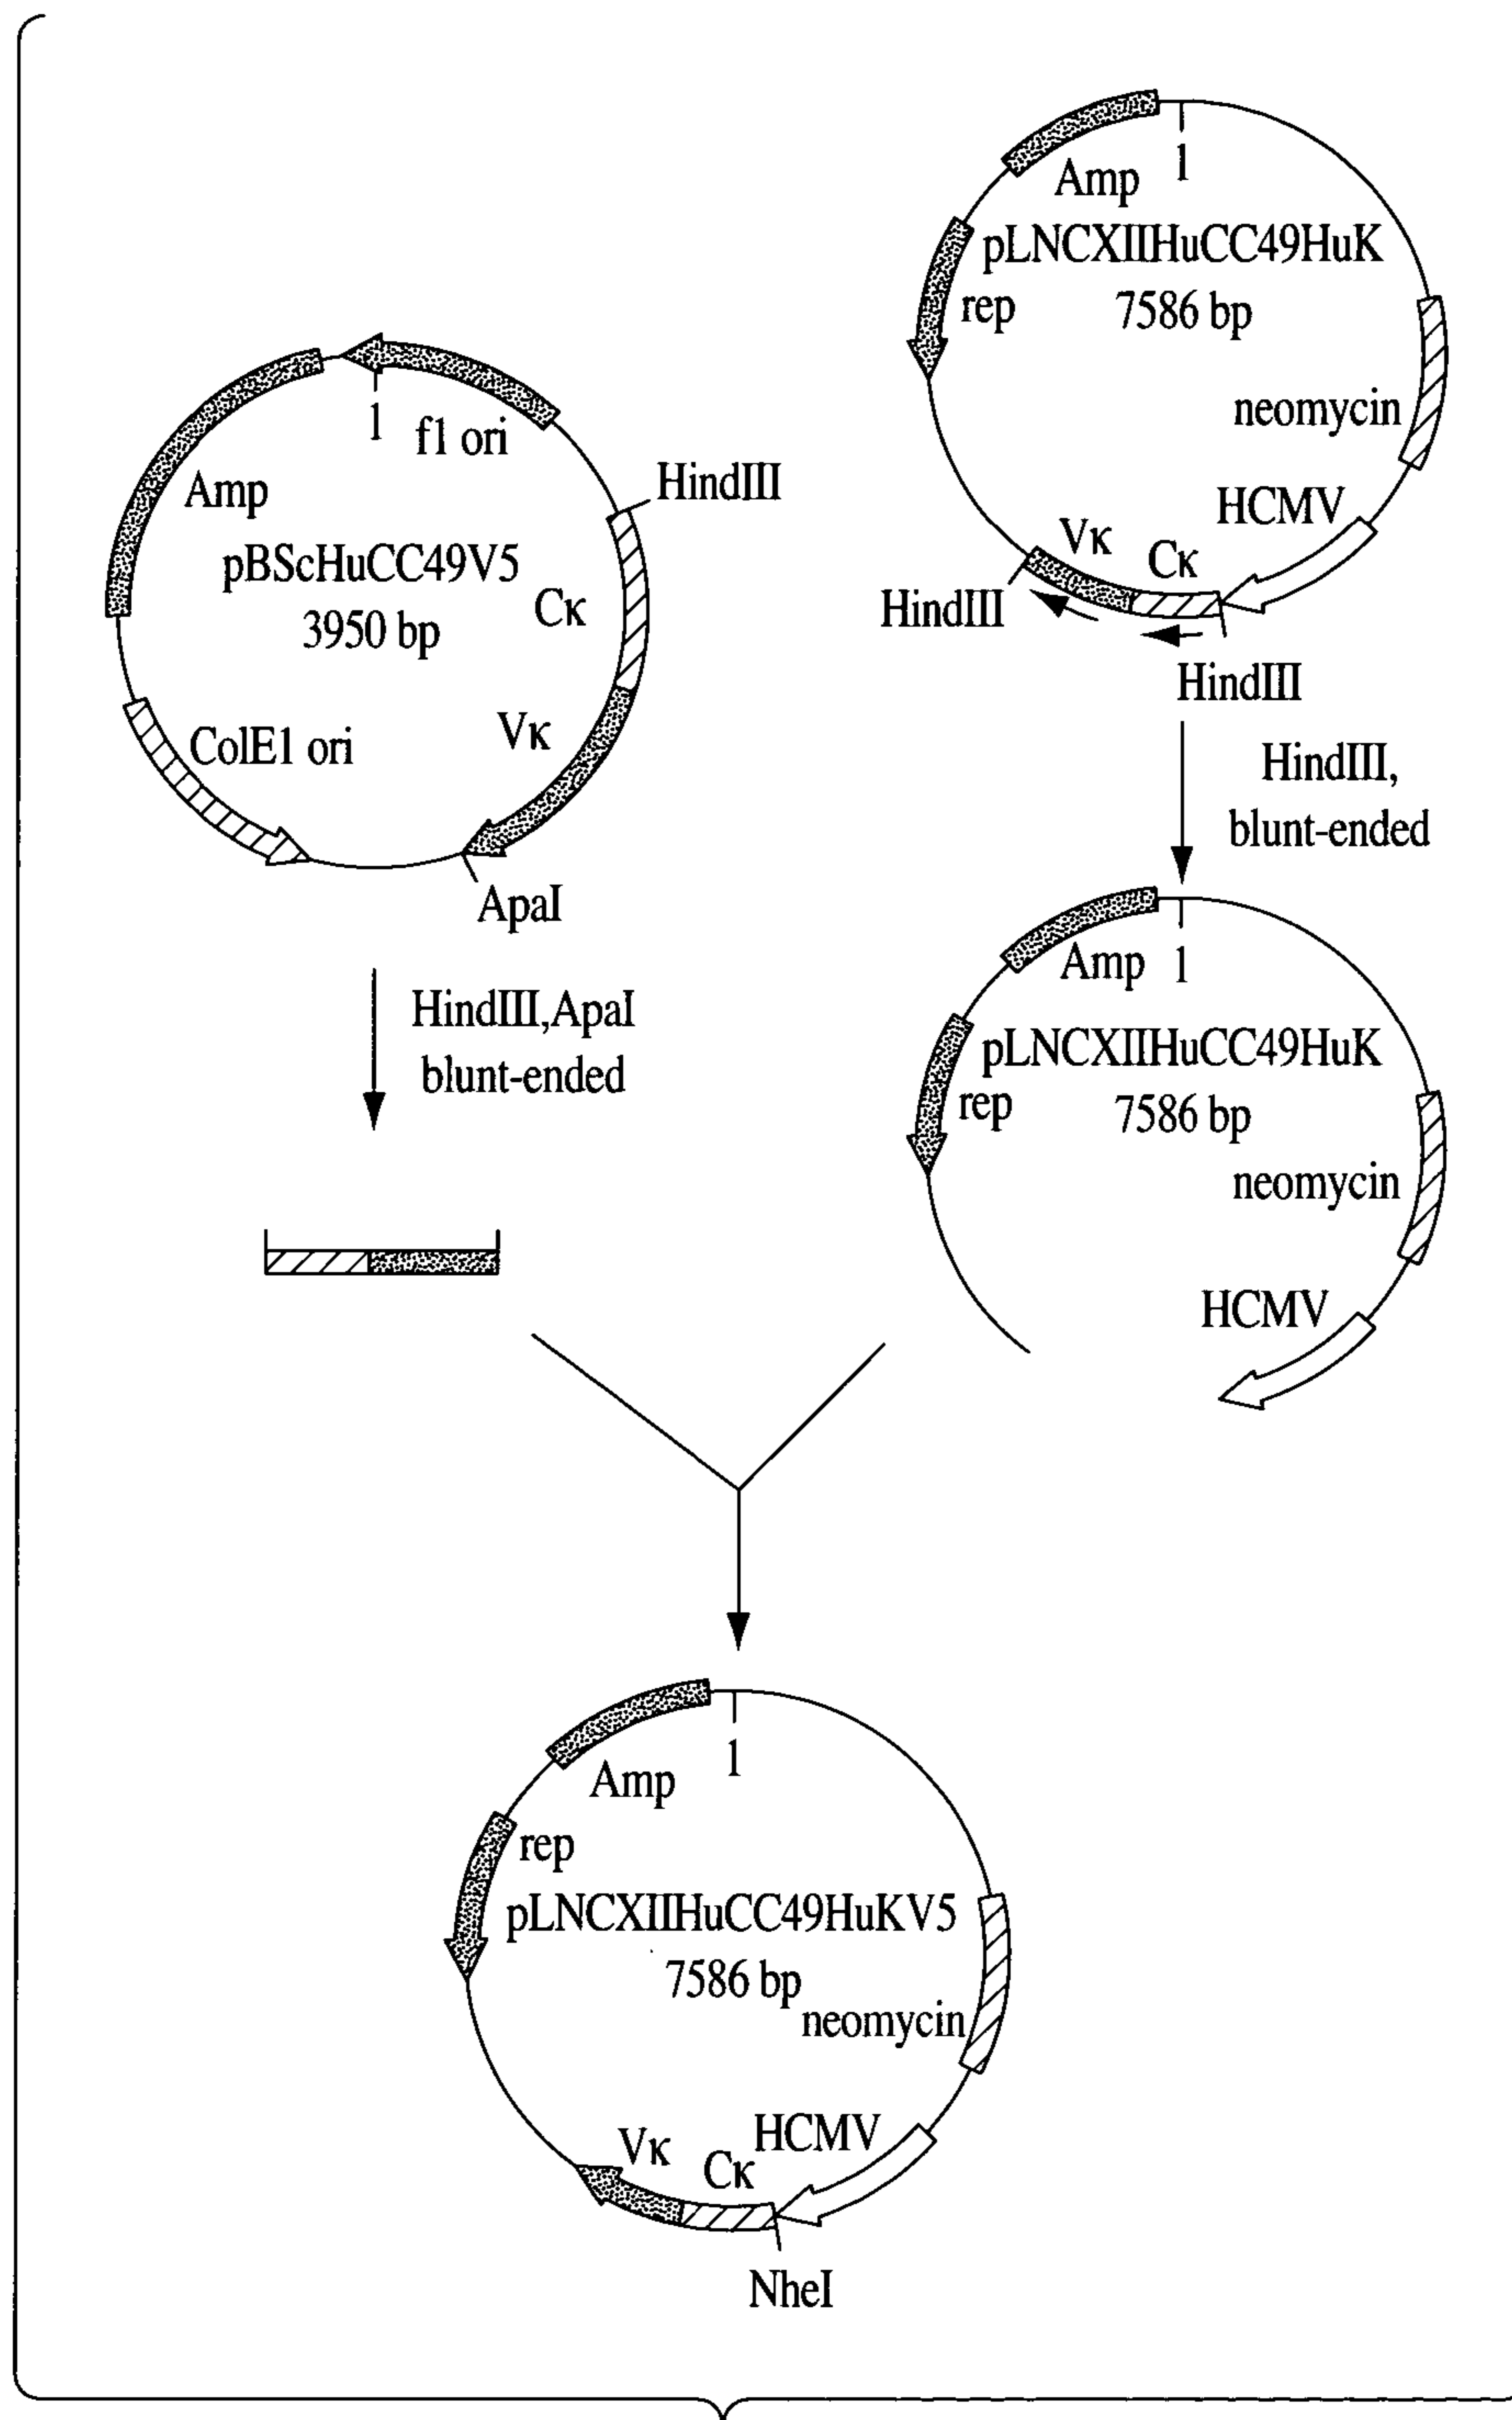 Amp
1
pLNCXIIHuCC49HuK
rep
7586 bp
neomycin
HCMV
Vκ
Cκ
HindIII
HindIII
HindIII,
blunt-ended
1
f1 ori
HindIII
Amp
pBScHuCC49V5
Cκ
3950 bp
Vκ
ColE1 ori
ApaI
HindIII,ApaI
blunt-ended
Amp
1
pLNCXIIHuCC49HuK
rep
7586 bp
neomycin
HCMV
1
Amp
rep
pLNCXIIHuCC49HuKV5
7586 bp
neomycin
HCMV
Vκ
Cκ
NheI